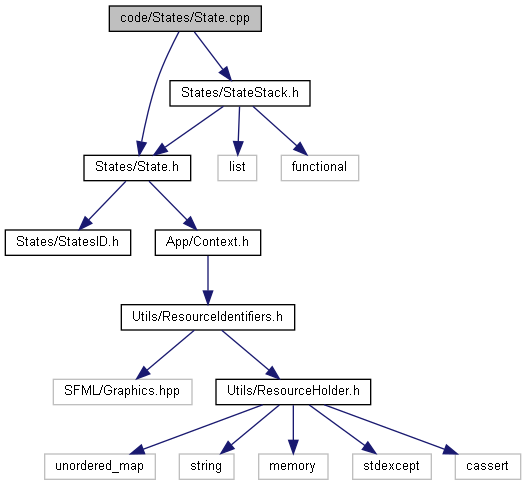 code/States/State.cpp
States/StateStack.h
States/State.h
list
functional
States/StatesID.h
App/Context.h
Utils/ResourceIdentifiers.h
SFML/Graphics.hpp
Utils/ResourceHolder.h
unordered_map
string
memory
stdexcept
cassert